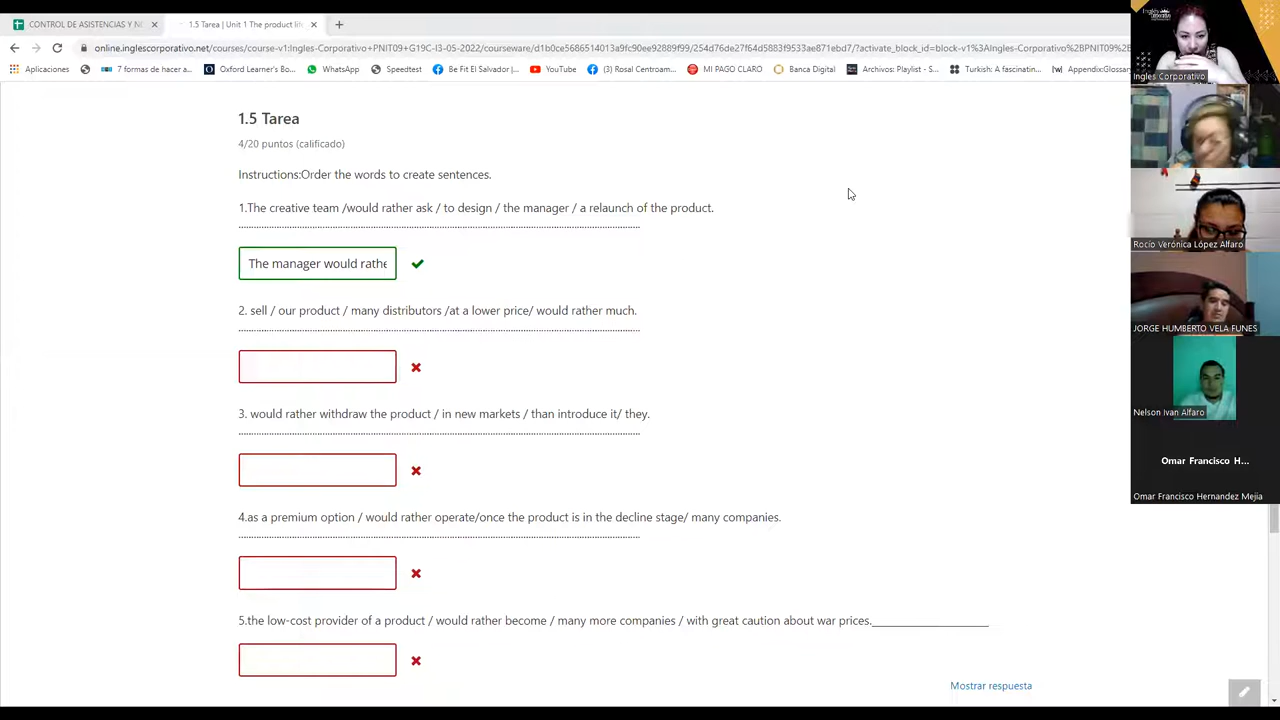 CONTROL DE ASISTENCIAS Y NO
1.5 Tarea | Unit 1 The product lif
online.inglescorporativo.net/courses/course-v1:Ingles-Corporativo+PNIT09+G19C-I3-05-2022/courseware/d1b0ce5686514013a9fc90ee92889f99/254d76de27f64d5883f9533ae871ebd7/?activate_block_id=block-v1%3AIngles-Corporativo%2BPNIT09%2BG19C-I3-05-2022%2B
Aplicaciones
7 formas de hacer a...
Oxford Learner's Bo...
WhatsApp
Speedtest
Be Fit El Salvador |...
YouTube
(3) Rosal Centroam...
MI PAGO CLARO
Banca Digital
Archivos: Playlist - S...
Turkish: A fascinatin...
Appendix:Glossary
1.5 Tarea
4/20 puntos (calificado)
Instructions:Order the words to create sentences.
1.The creative team /would rather ask / to design / the manager / a relaunch of the product.
The manager would rathe
2. sell / our product / many distributors /at a lower price/ would rather much.
3. would rather withdraw the product / in new markets / than introduce it/ they.
4.as a premium option / would rather operate/once the product is in the decline stage/ many companies.
5.the low-cost provider of a product / would rather become / many more companies / with great caution about war prices.____________________
Mostrar respuesta
Ingles Corporativo
Rocío Verónica López Alfaro
JORGE HUMBERTO VELA FUNES
Nelson Ivan Alfaro
Omar Francisco H...
Omar Francisco Hernandez Mejia